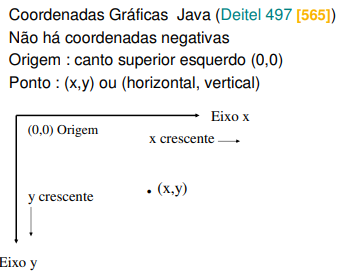 Coordenadas Gráficas Java (Deitel 497 [565])
Não há coordenadas negativas
Origem : canto superior esquerdo (0,0)
Ponto : (x,y) ou (horizontal, vertical)
Eixo x
(0,0) Origem
x crescente
y crescente
(x,y)
Eixo y